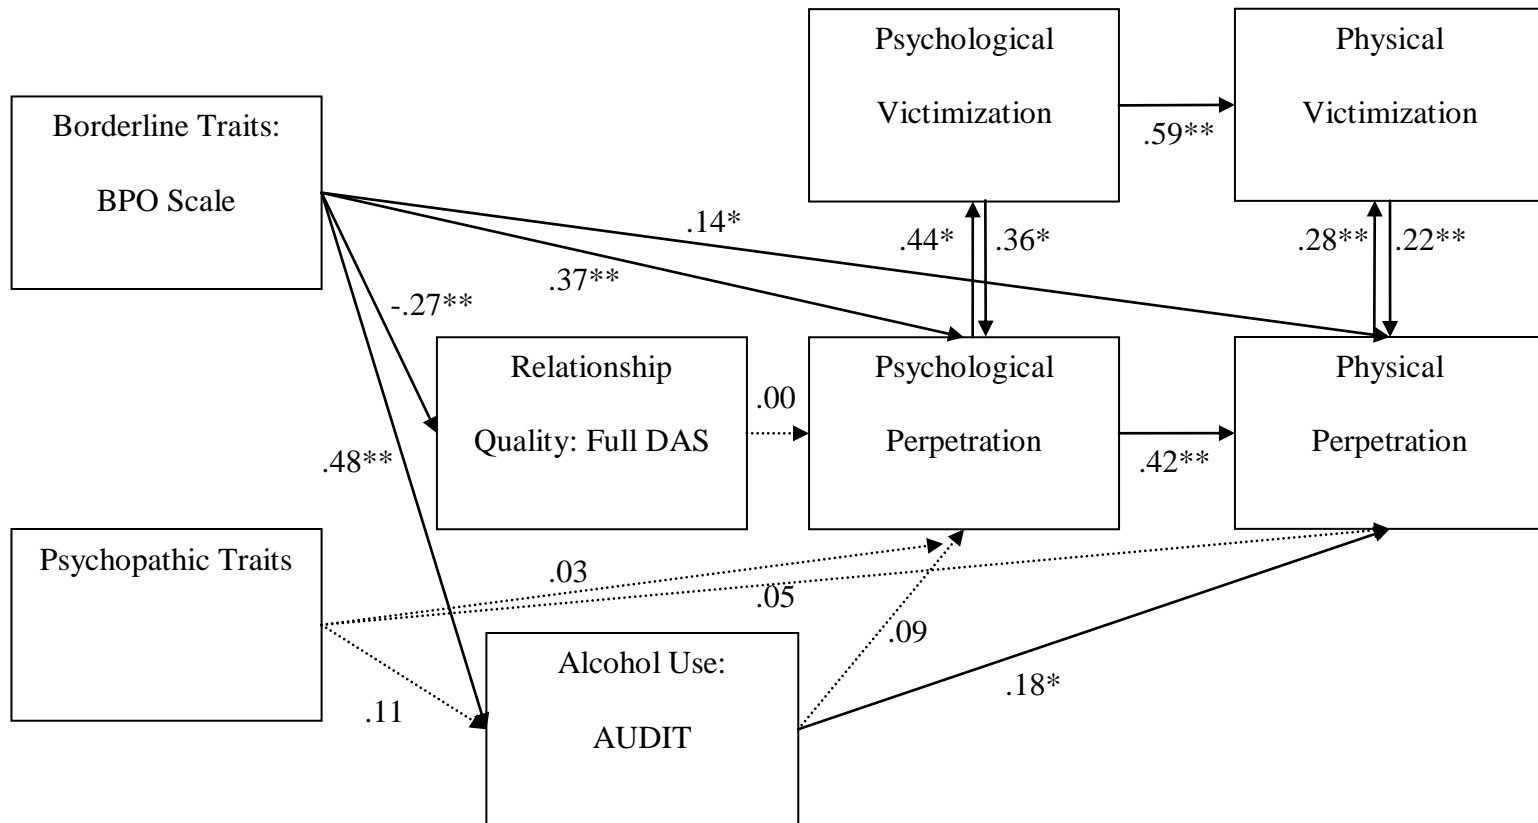 Psychological
Victimization
Physical
Victimization
.59**
Borderline Traits:
BPO Scale
.14*
.44*
.36*
.28**
.22**
.37**
-.27**
Relationship
Quality: Full DAS
.00
Psychological
Perpetration
.42**
Physical
Perpetration
.48**
Psychopathic Traits
.03
.05
.09
.11
Alcohol Use:
AUDIT
.18*